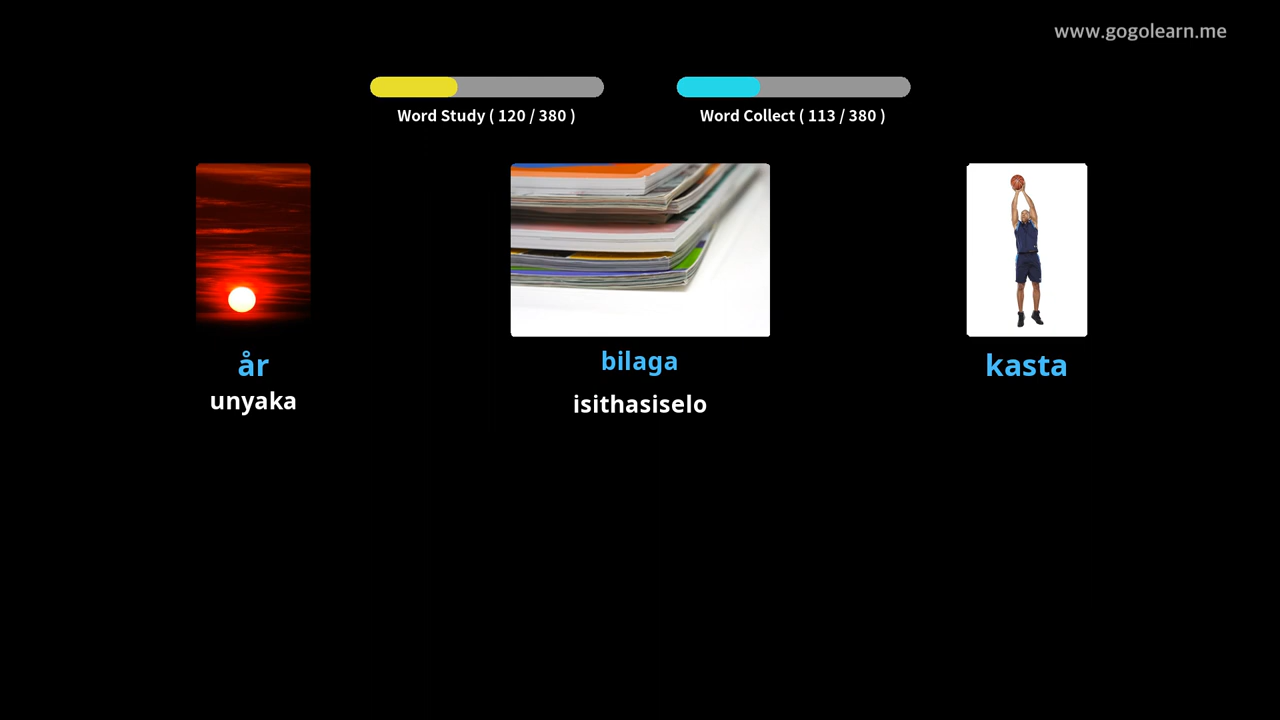 www.gogolearn.me
Word Study ( 120 / 380 )
Word Collect ( 113 / 380 )
år
unyaka
bilaga
isithasiselo
kasta